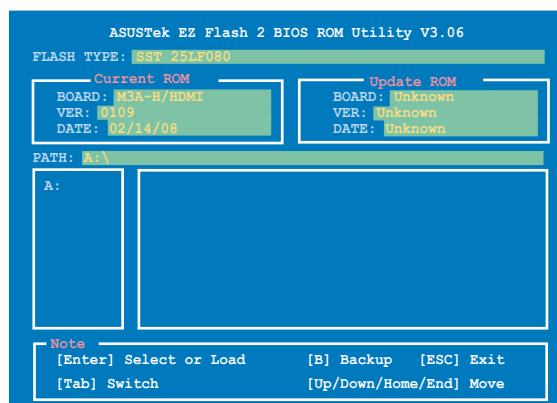 ASUSTek EZ Flash 2 BIOS ROM Utility V3.06
FLASH TYPE: SST 25LF080
Current ROM
BOARD: M3A-H/HDMI
VER: 0109
DATE: 02/14/08
Update ROM
BOARD: Unknown
VER: Unknown
DATE: Unknown
PATH: A:\
A:
Note
[Enter] Select or Load [B] Backup [ESC] Exit
[Tab] Switch [Up/Down/Home/End] Move